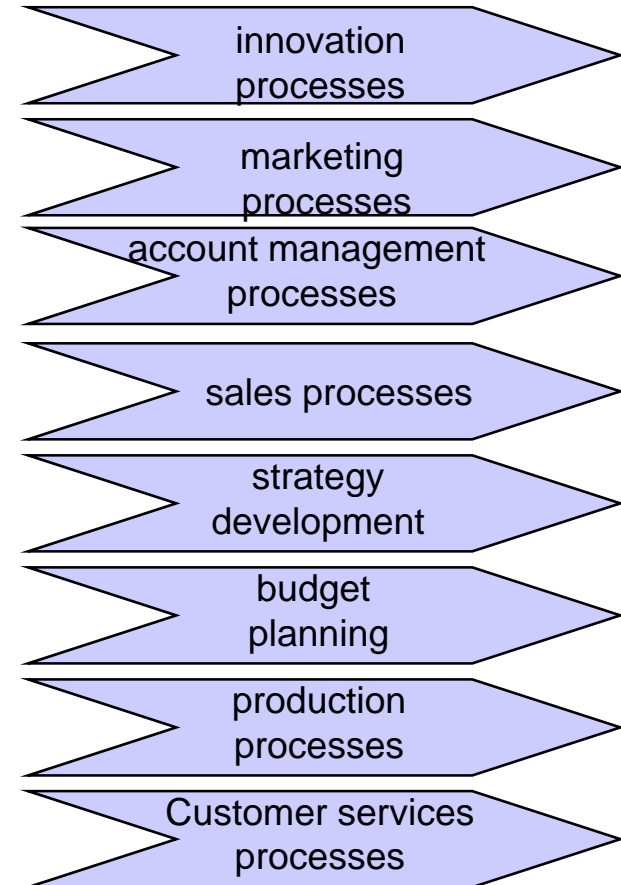 innovation
processes
marketing
processes
account management
processes
sales processes
strategy
development
budget
planning
production
processes
Customer services
processes